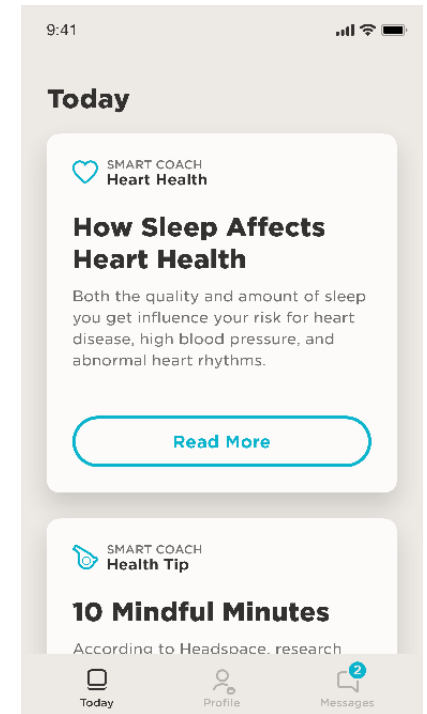 9:41
Today
SMART COACH
Heart Health
How Sleep Affects
Heart Health
Both the quality and amount of sleep
you get influence your risk for heart
disease, high blood pressure, and
abnormal heart rhythms.
Read More
SMART COACH
Health Tip
10 Mindful Minutes
According to Headspace, research
2
Today
Profile
Messages